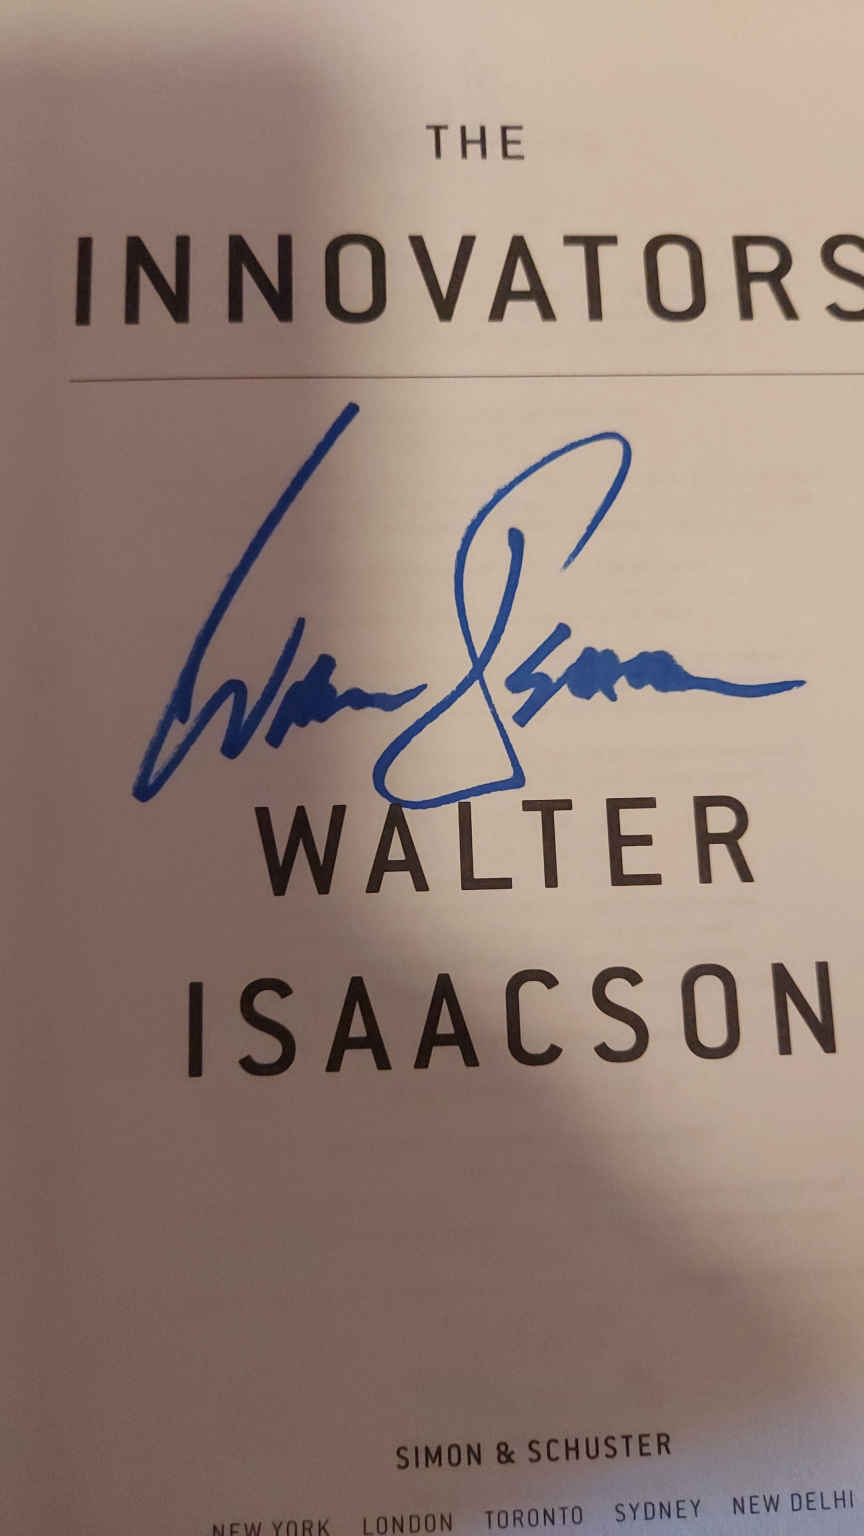 THE
INNOVATORS
WALTER
ISAACSON
SIMON & SCHUSTER
NEW YORK LONDON TORONTO SYDNEY NEW DELHI